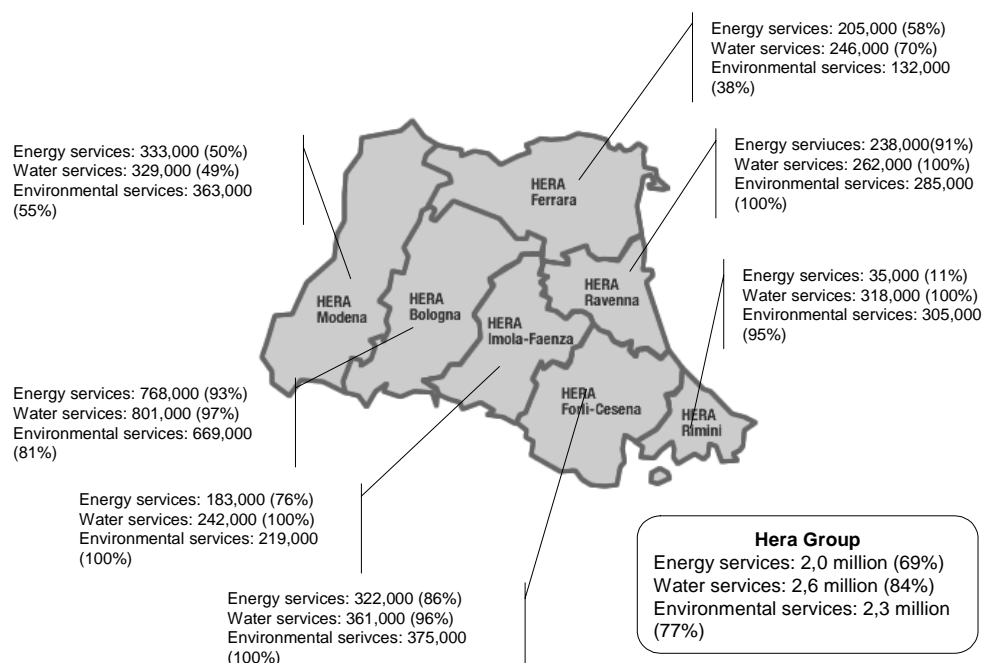 Energy services: 205,000 (58%)
Water services: 246,000 (70%)
Environmental services: 132,000
(38%)
Energy services: 333,000 (50%)
Water services: 329,000 (49%)
Environmental services: 363,000
(55%)
Energy serviuces: 238,000(91%)
Water services: 262,000 (100%)
Environmental services: 285,000
(100%)
HERA
Ferrara
HERA
Modena
HERA
Bologna
HERA
Imola-Faenza
HERA
Ravenna
Energy services: 35,000 (11%)
Water services: 318,000 (100%)
Environmental services: 305,000
(95%)
HERA
Forlì-Cesena
HERA
Rimini
Energy services: 768,000 (93%)
Water services: 801,000 (97%)
Environmental services: 669,000
(81%)
Energy services: 183,000 (76%)
Water services: 242,000 (100%)
Environmental services: 219,000
(100%)
Energy services: 322,000 (86%)
Water services: 361,000 (96%)
Environmental serivces: 375,000
(100%)
Hera Group
Energy services: 2,0 million (69%)
Water services: 2,6 million (84%)
Environmental services: 2,3 million
(77%)